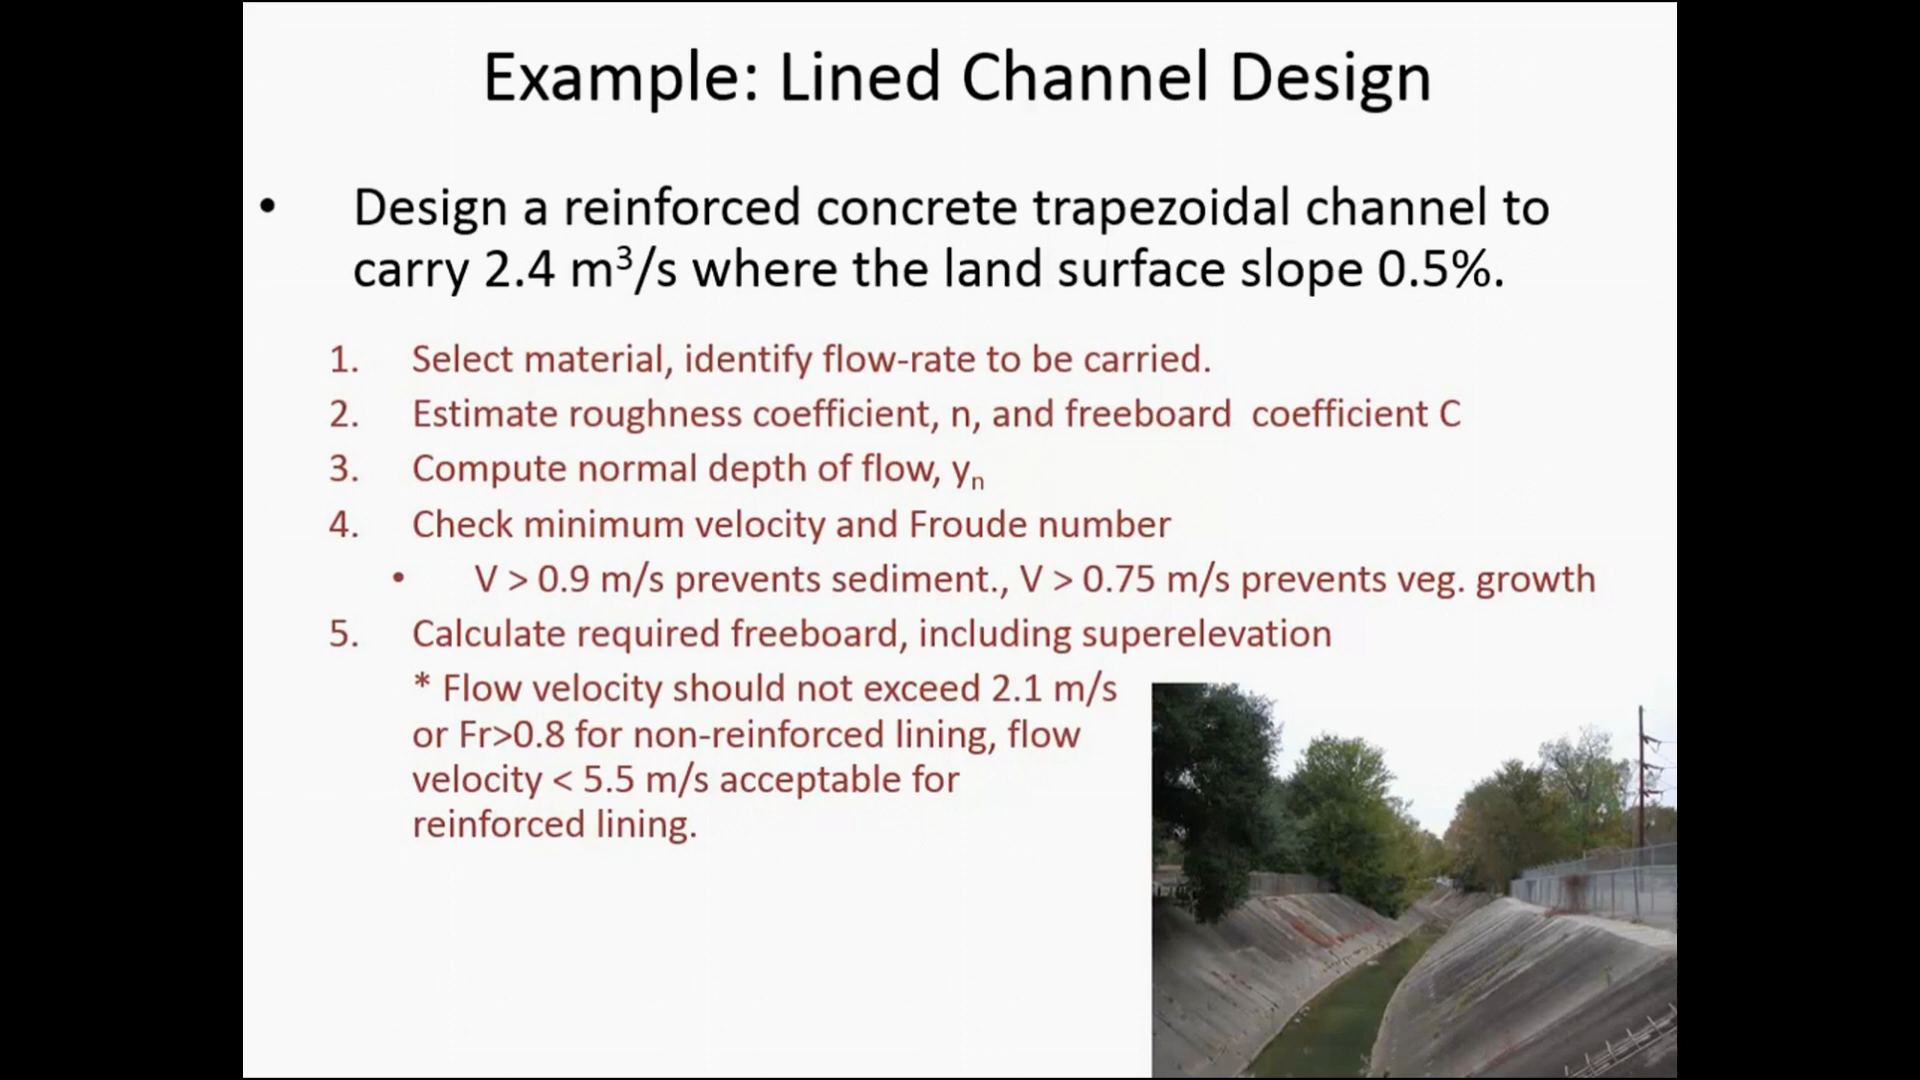 Example: Lined Channel Design
• Design a reinforced concrete trapezoidal channel to
carry 2.4 m³/s where the land surface slope 0.5%.
1. Select material, identify flow-rate to be carried.
2. Estimate roughness coefficient, n, and freeboard coefficient C
3. Compute normal depth of flow, yₙ
4. Check minimum velocity and Froude number
• V > 0.9 m/s prevents sediment., V > 0.75 m/s prevents veg. growth
5. Calculate required freeboard, including superelevation
* Flow velocity should not exceed 2.1 m/s
or Fr>0.8 for non-reinforced lining, flow
velocity < 5.5 m/s acceptable for
reinforced lining.